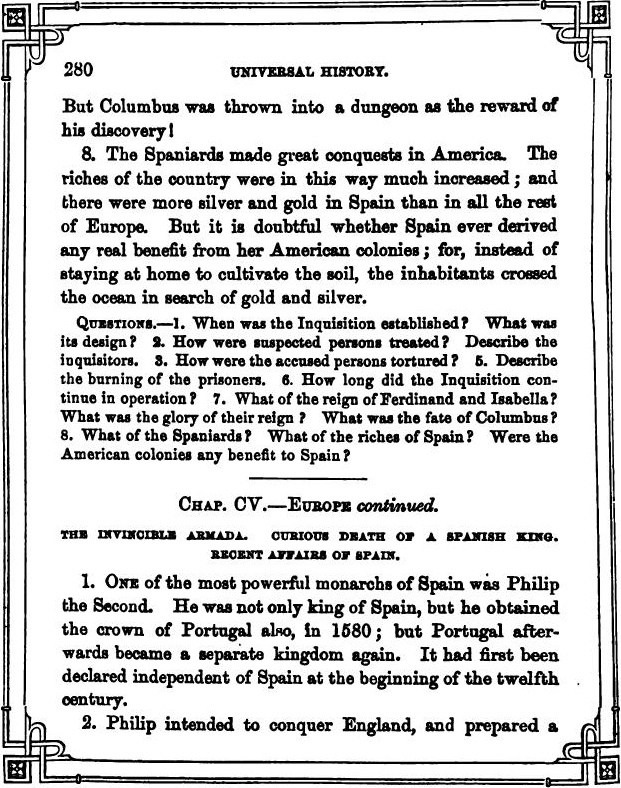 280 UNIVERSAL HISTORY.
But Columbus was thrown into a dungeon as the reward of
his discovery!
8. The Spaniards made great conquests in America. The
riches of the country were in this way much increased; and
there were more silver and gold in Spain than in all the rest
of Europe. But it is doubtful whether Spain ever derived
any real benefit from her American colonies; for, instead of
staying at home to cultivate the soil, the inhabitants crossed
the ocean in search of gold and silver.
QUESTIONS.—1. When was the Inquisition established? What was
its design? 2. How were suspected persons treated? Describe the
inquisitors. 3. How were the accused persons tortured? 5. Describe
the burning of the prisoners. 6. How long did the Inquisition con-
tinue in operation? 7. What of the reign of Ferdinand and Isabella?
What was the glory of their reign? What was the fate of Columbus?
8. What of the Spaniards? What of the riches of Spain? Were the
American colonies any benefit to Spain?
CHAP. CV.—EUROPE continued.
THE INVINCIBLE ARMADA. CURIOUS DEATH OF A SPANISH KING.
RECENT AFFAIRS OF SPAIN.
1. ONE of the most powerful monarchs of Spain was Philip
the Second. He was not only king of Spain, but he obtained
the crown of Portugal also, in 1580; but Portugal after-
wards became a separate kingdom again. It had first been
declared independent of Spain at the beginning of the twelfth
century.
2. Philip intended to conquer England, and prepared a